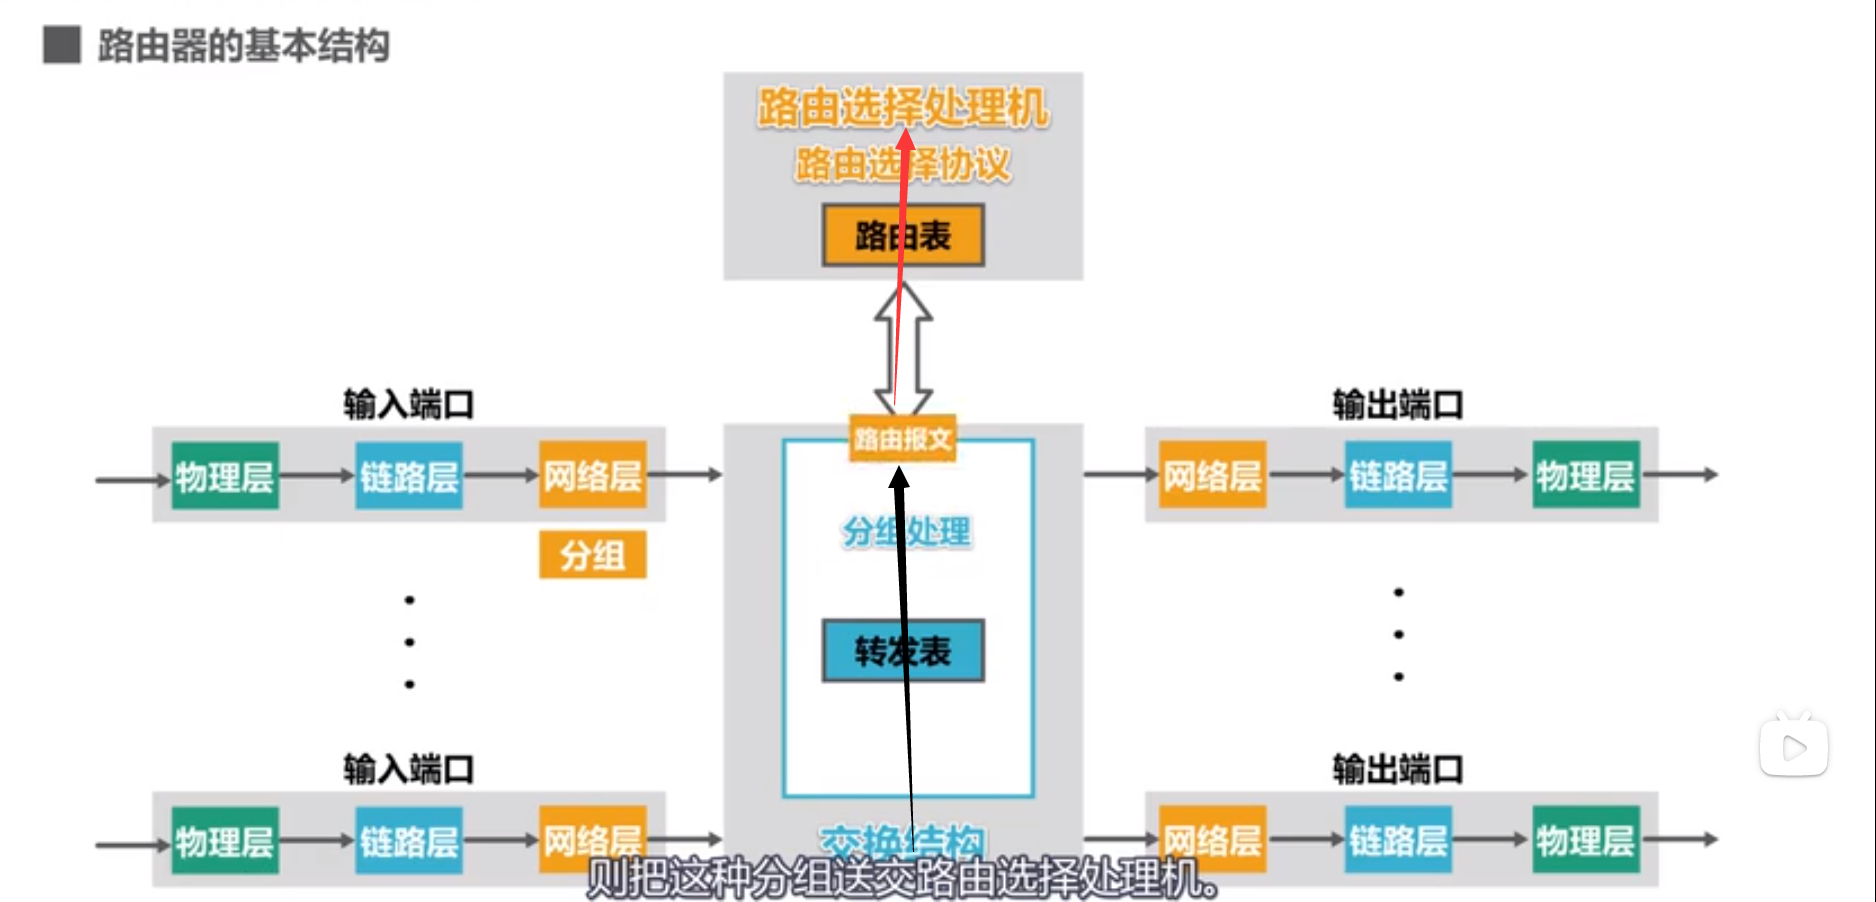 路由器的基本结构
路由选择处理机
路由选择协议
路由表
输入端口
输出端口
路由报文
物理层 链路层 网络层
网络层 链路层 物理层
分组处理
分组
转发表
输入端口
输出端口
物理层 链路层 网络层
交换结构
网络层 链路层 物理层
则把这种分组送交路由选择处理机。